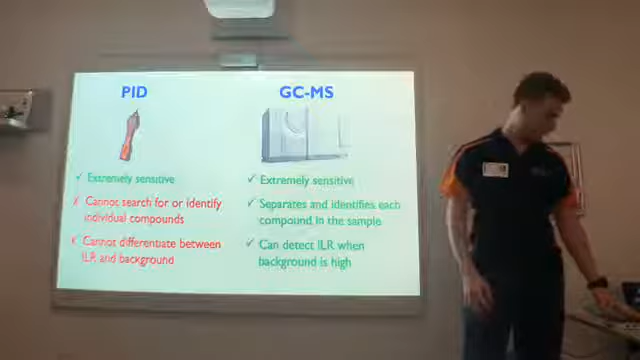 PID
GC-MS
✓ Extremely sensitive
✗ Cannot search for or identify
individual compounds
✗ Cannot differentiate between
ILR and background
✓ Extremely sensitive
✓ Separates and identifies each
compound in the sample
✓ Can detect ILR when
background is high